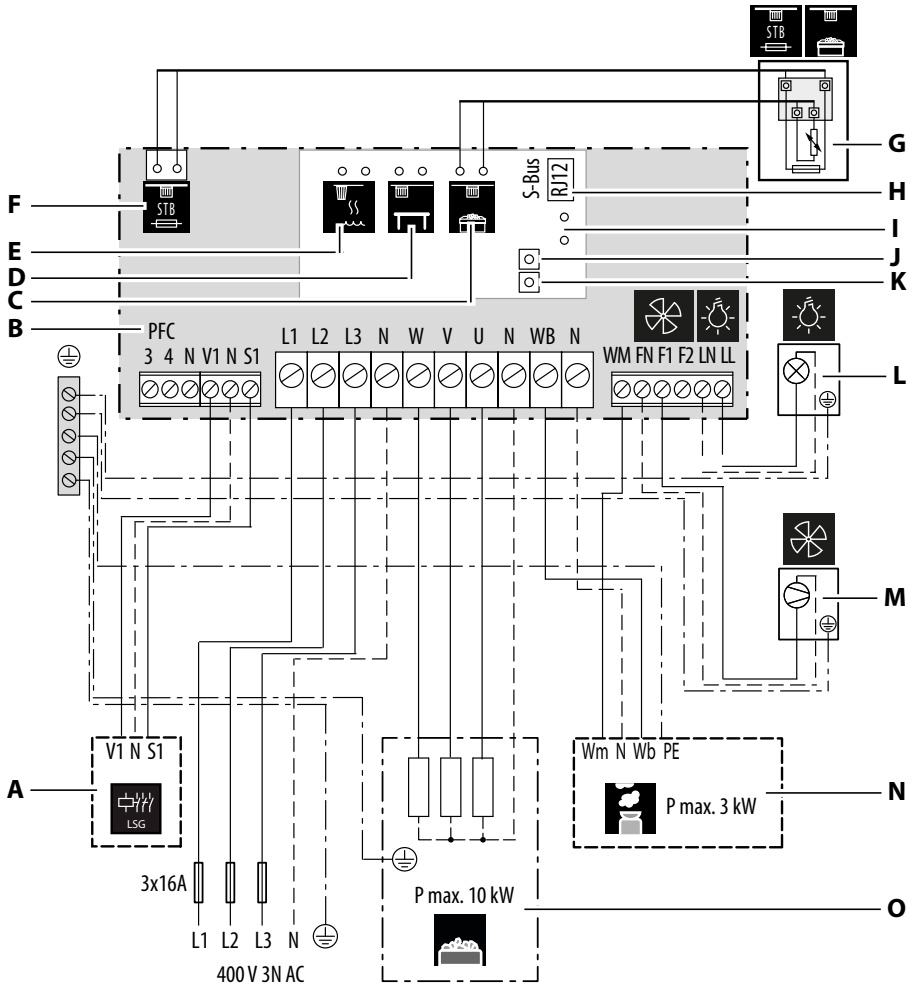 STB
G
S-Bus
RJ12
H
F
STB
I
E
J
D
K
C
B
PFC
3 4 N V1 N S1
L1 L2 L3 N W V U N WB N
WM FN F1 F2 LN LL
L
M
V1 N S1
Wm N Wb PE
A
LSG
P max. 3 kW
N
3x16A
P max. 10 kW
O
L1 L2 L3 N
400 V 3N AC